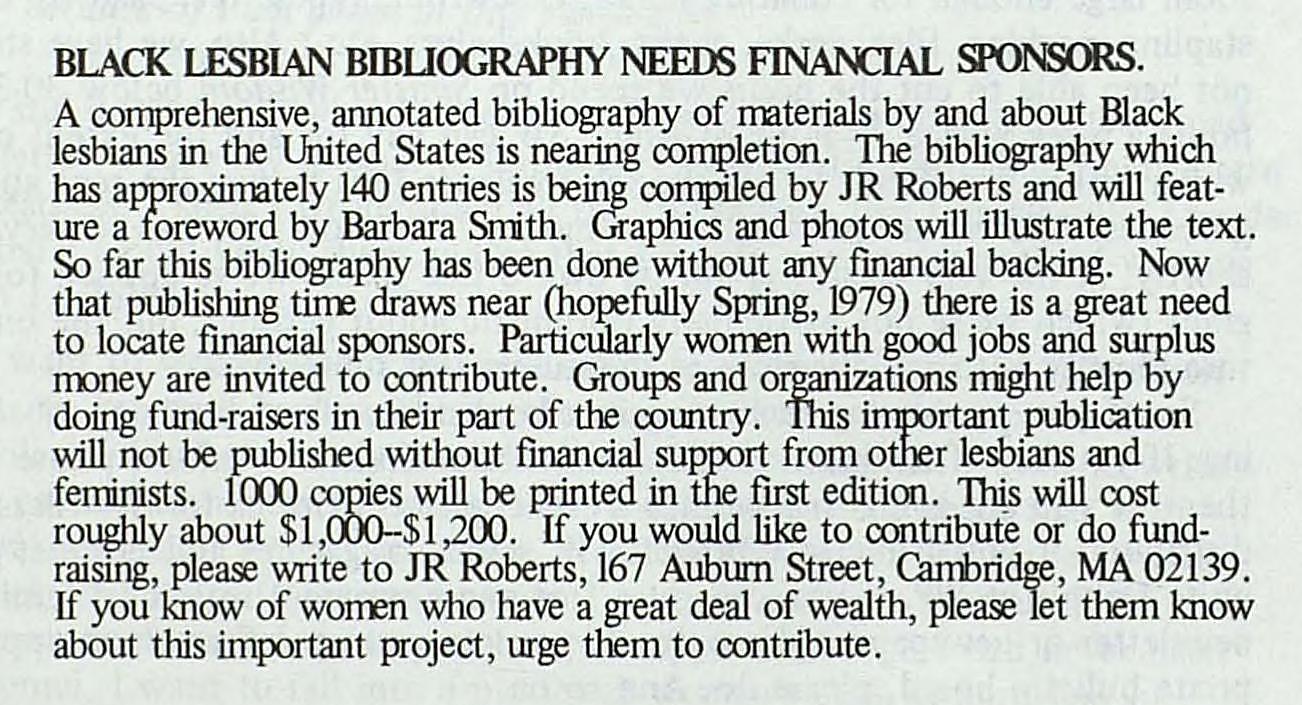 BLACK LESBIAN BIBLIOGRAPHY NEEDS FINANCIAL SPONSORS.
A comprehensive, annotated bibliography of materials by and about Black
lesbians in the United States is nearing completion. The bibliography which
has approximately 140 entries is being compiled by JR Roberts and will feat-
ure a foreword by Barbara Smith. Graphics and photos will illustrate the text.
So far this bibliography has been done without any financial backing. Now
that publishing time draws near (hopefully Spring, 1979) there is a great need
to locate financial sponsors. Particularly women with good jobs and surplus
money are invited to contribute. Groups and organizations might help by
doing fund-raisers in their part of the country. This important publication
will not be published without financial support from other lesbians and
feminists. 1000 copies will be printed in the first edition. This will cost
roughly about $1,000--$1,200. If you would like to contribute or do fund-
raising, please write to JR Roberts, 167 Auburn Street, Cambridge, MA 02139.
If you know of women who have a great deal of wealth, please let them know
about this important project, urge them to contribute.